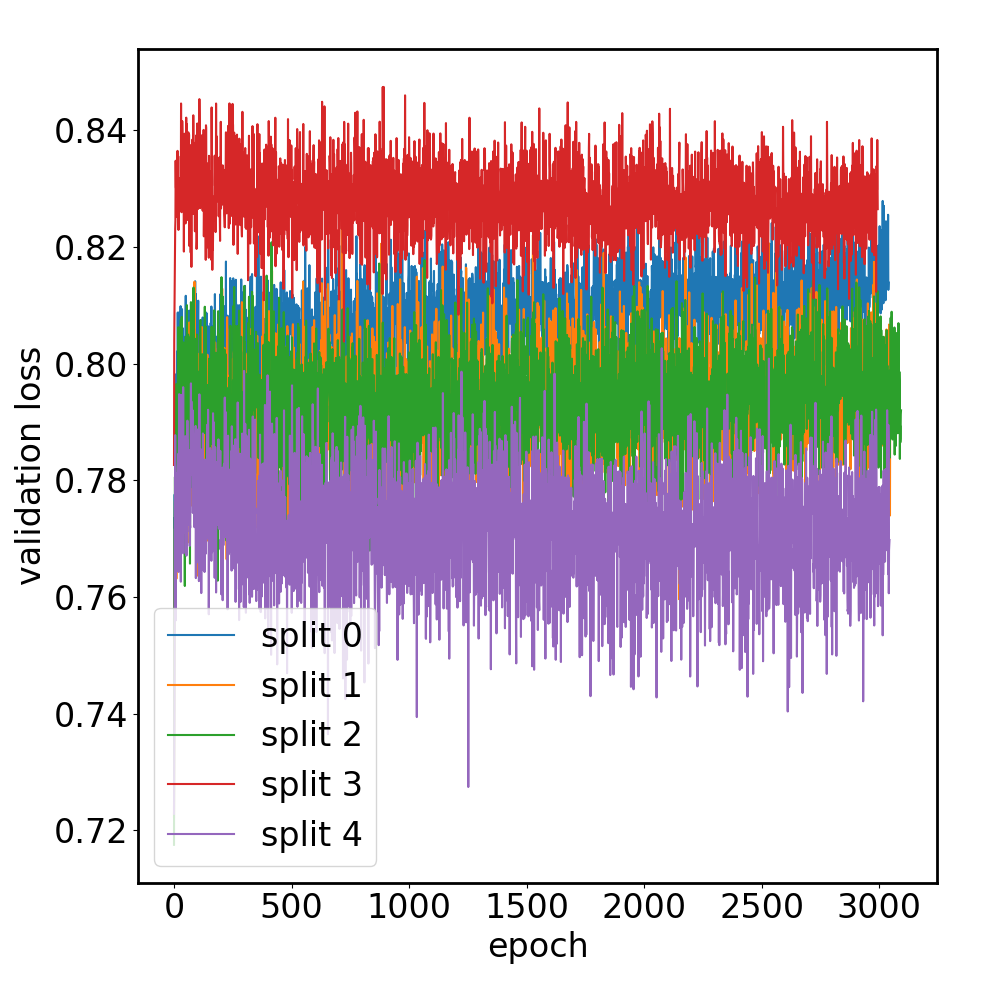 validation loss
0.84
0.82
0.80
0.78
0.76
0.74
0.72
split 0
split 1
split 2
split 3
split 4
0 500 1000 1500 2000 2500 3000
epoch